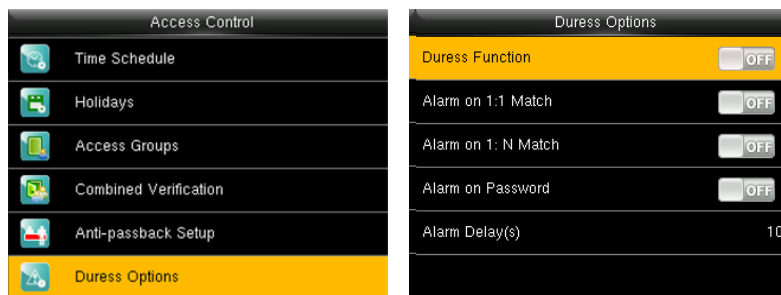 Access Control
Time Schedule
Holidays
Access Groups
Combined Verification
Anti-passback Setup
Duress Options
Duress Options
Duress Function OFF
Alarm on 1:1 Match OFF
Alarm on 1: N Match OFF
Alarm on Password OFF
Alarm Delay(s) 10